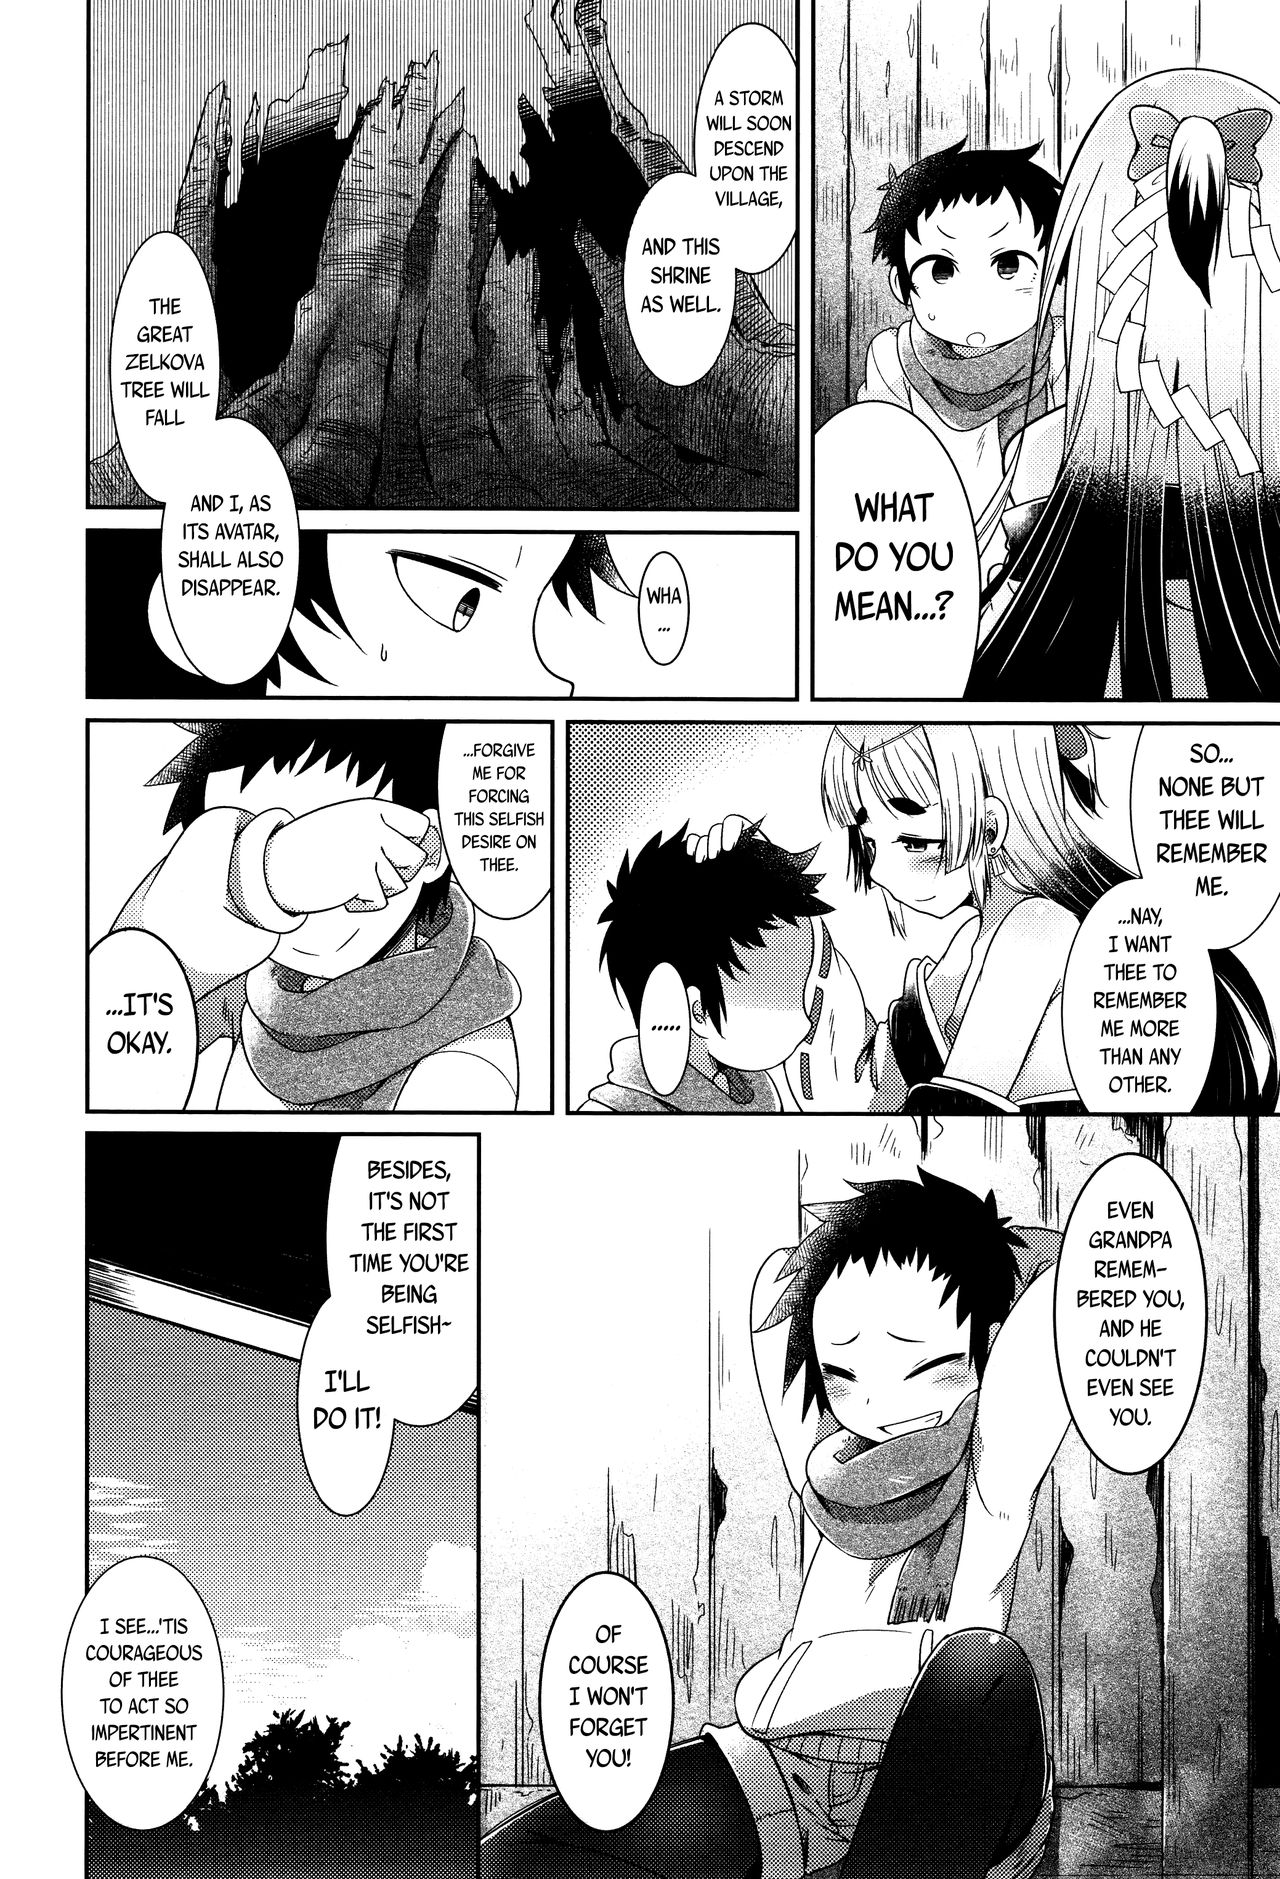 WHAT
DO YOU
MEAN...?
A STORM
WILL SOON
DESCEND
UPON THE
VILLAGE,
AND THIS
SHRINE
AS WELL.
THE
GREAT
ZELKOVA
TREE WILL
FALL
AND I, AS
ITS AVATAR,
SHALL ALSO
DISAPPEAR.
WHA
...
SO...
NONE BUT
THEE WILL
REMEMBER
ME.
...NAY,
I WANT
THEE TO
REMEMBER
ME MORE
THAN ANY
OTHER.
.....
...FORGIVE
ME FOR
FORCING
THIS SELFISH
DESIRE ON
THEE.
...IT'S
OKAY.
EVEN
GRANDPA
REMEM-
BERED YOU,
AND HE
COULDN'T
EVEN SEE
YOU.
OF
COURSE
I WON'T
FORGET
YOU!
BESIDES,
IT'S NOT
THE FIRST
TIME YOU'RE
BEING
SELFISH~
I'LL
DO IT!
I SEE...'TIS
COURAGEOUS
OF THEE
TO ACT SO
IMPERTINENT
BEFORE ME.